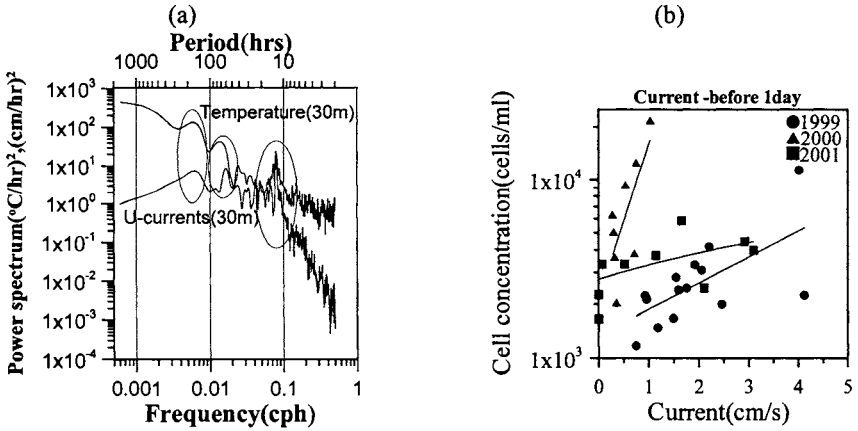 (a)
Period(hrs)
1000 100 10
Power spectrum(°C/hr)²,(cm/hr)²
1x10³
1x10²
1x10¹
1x10⁰
1x10⁻¹
1x10⁻²
1x10⁻³
1x10⁻⁴
Temperature(30m)
U-currents(30m)
0.001 0.01 0.1 1
Frequency(cph)
(b)
Current -before 1day
1999
2000
2001
Cell concentration(cells/ml)
1x10⁴
1x10³
0 1 2 3 4 5
Current(cm/s)